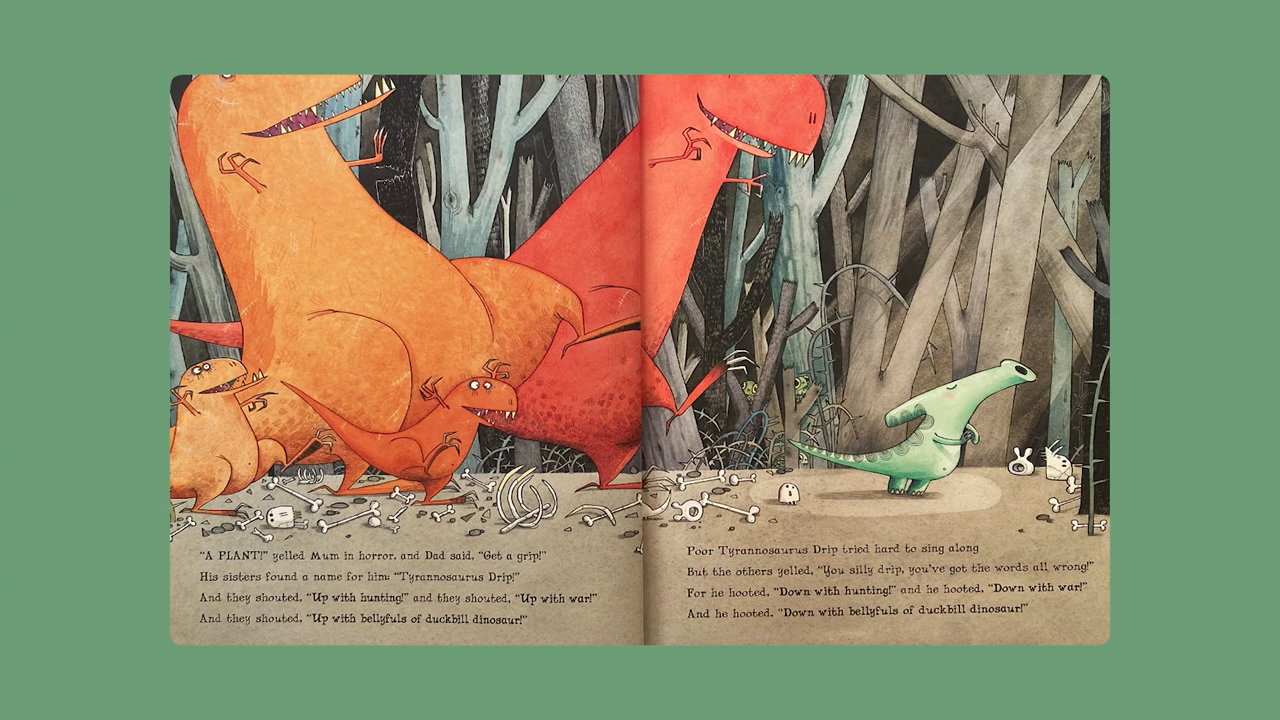 “A PLANT!” yelled Mum in horror, and Dad said, “Get a grip!”
His sisters found a name for him: “Tyrannosaurus Drip!”
And they shouted, “Up with hunting!” and they shouted, “Up with war!”
And they shouted, “Up with bellyfuls of duckbill dinosaur!”
Poor Tyrannosaurus Drip tried hard to sing along
But the others yelled, “You silly drip, you’ve got the words all wrong!”
For he hooted, “Down with hunting!” and he hooted, “Down with war!”
And he hooted, “Down with bellyfuls of duckbill dinosaur!”